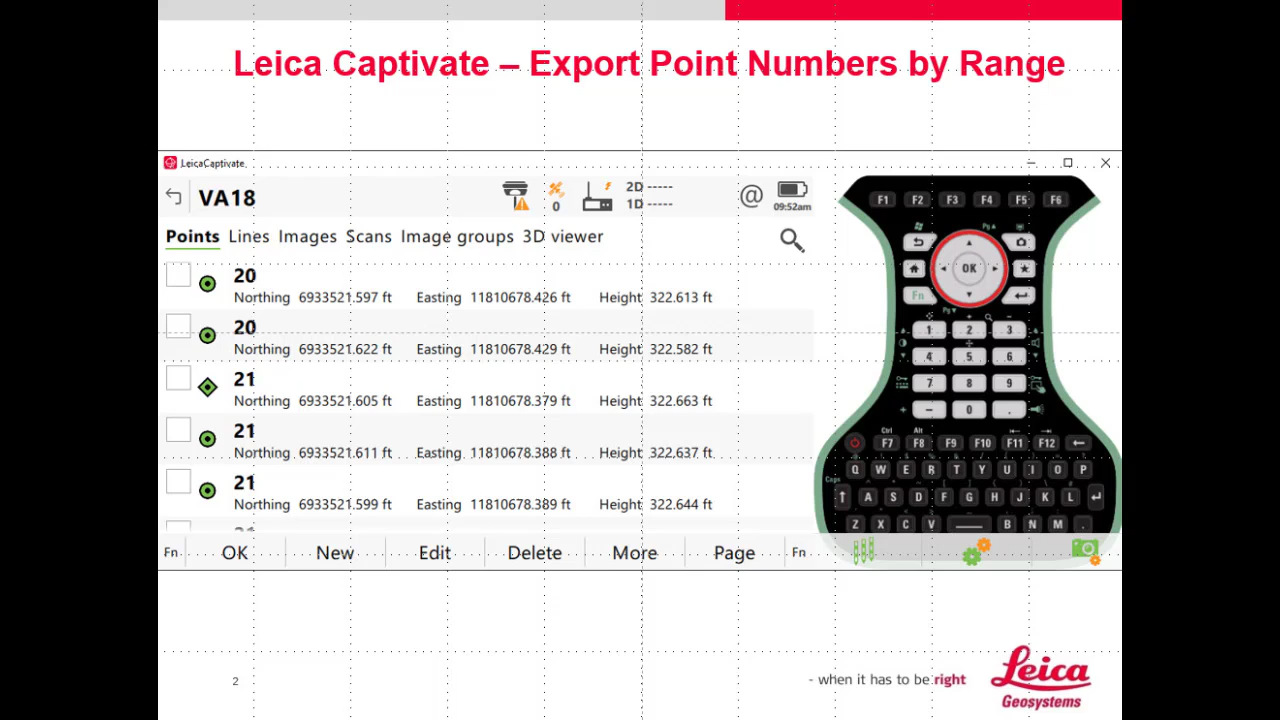 Leica Captivate – Export Point Numbers by Range
LeicaCaptivate
VA18
0
2D -----
1D -----
@
09:52am
Points Lines Images Scans Image groups 3D viewer
20
Northing 6933521.597 ft Easting 11810678.426 ft Height 322.613 ft
20
Northing 6933521.622 ft Easting 11810678.429 ft Height 322.582 ft
21
Northing 6933521.605 ft Easting 11810678.379 ft Height 322.663 ft
21
Northing 6933521.611 ft Easting 11810678.388 ft Height 322.637 ft
21
Northing 6933521.599 ft Easting 11810678.389 ft Height 322.644 ft
Fn OK New Edit Delete More Page Fn
F1 F2 F3 F4 F5 F6
Pg
OK
Fn
Pg
1 2 3
4 5 6
7 8 9
- 0 .
Ctrl Alt
F7 F8 F9 F10 F11 F12
Q W E R T Y U I O P
Caps
A S D F G H J K L
Z X C V B N M .
2
- when it has to be right
Leica
Geosystems